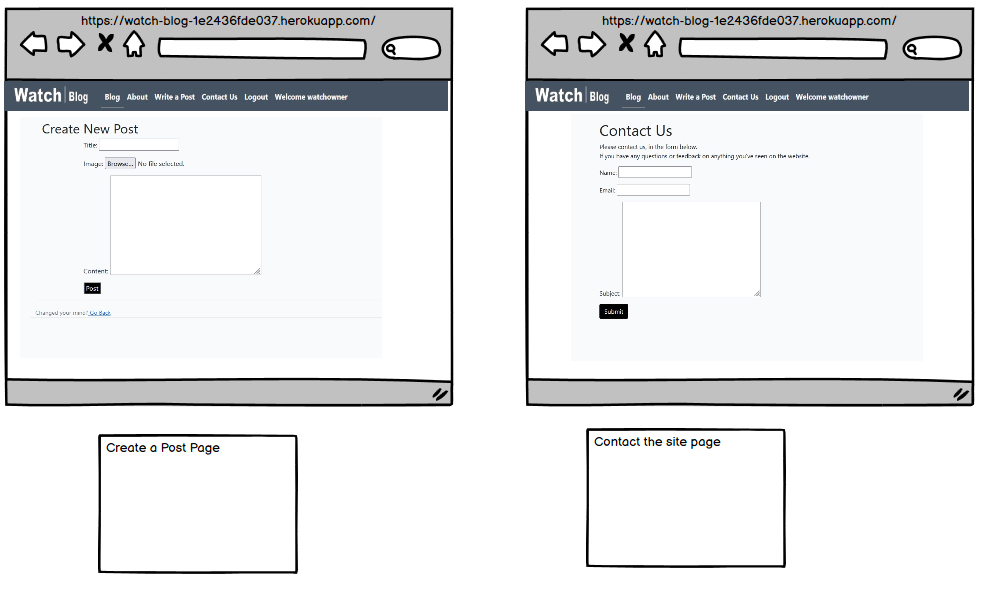 https://watch-blog-1e2436fde037.herokuapp.com/
Watch Blog Blog About Write a Post Contact Us Logout Welcome watchowner
Create New Post
Title:
Image: Browse... No file selected.
Content:
Post
Changed your mind? Go Back
Create a Post Page
https://watch-blog-1e2436fde037.herokuapp.com/
Watch Blog Blog About Write a Post Contact Us Logout Welcome watchowner
Contact Us
Please contact us, in the form below.
If you have any questions or feedback on anything you've seen on the website.
Name:
Email:
Subject:
Submit
Contact the site page